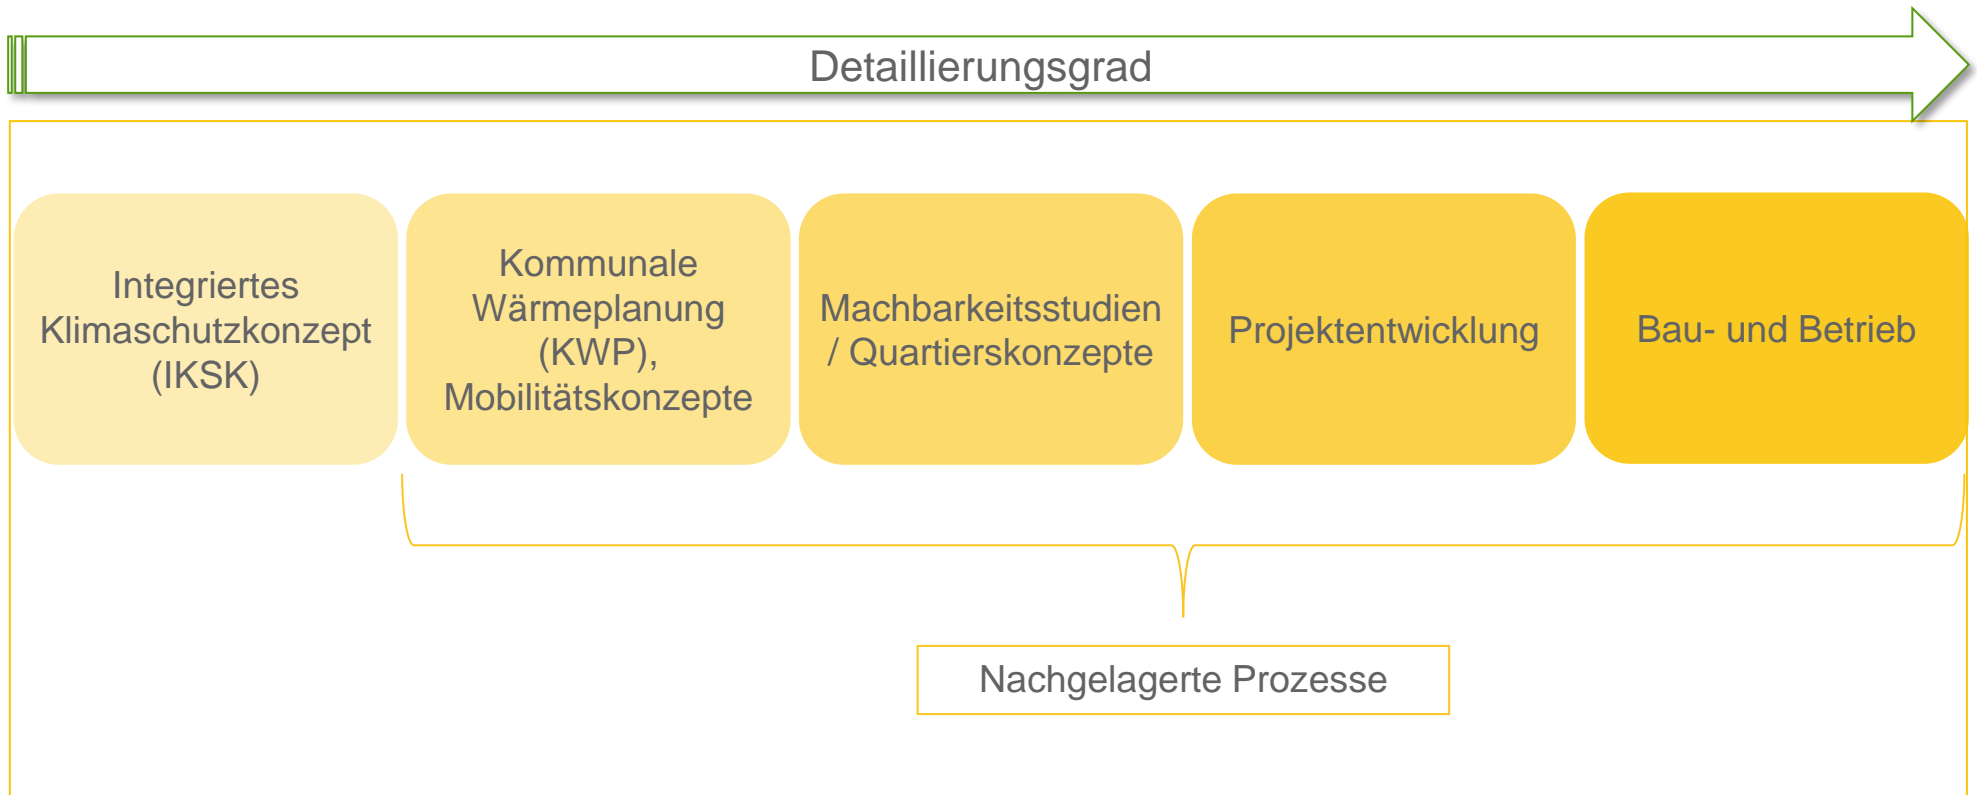 Detaillierungsgrad
Integriertes
Klimaschutzkonzept
(IKSK)
Kommunale
Wärmeplanung
(KWP),
Mobilitätskonzepte
Machbarkeitsstudien
/ Quartierskonzepte
Projektentwicklung
Bau- und Betrieb
Nachgelagerte Prozesse